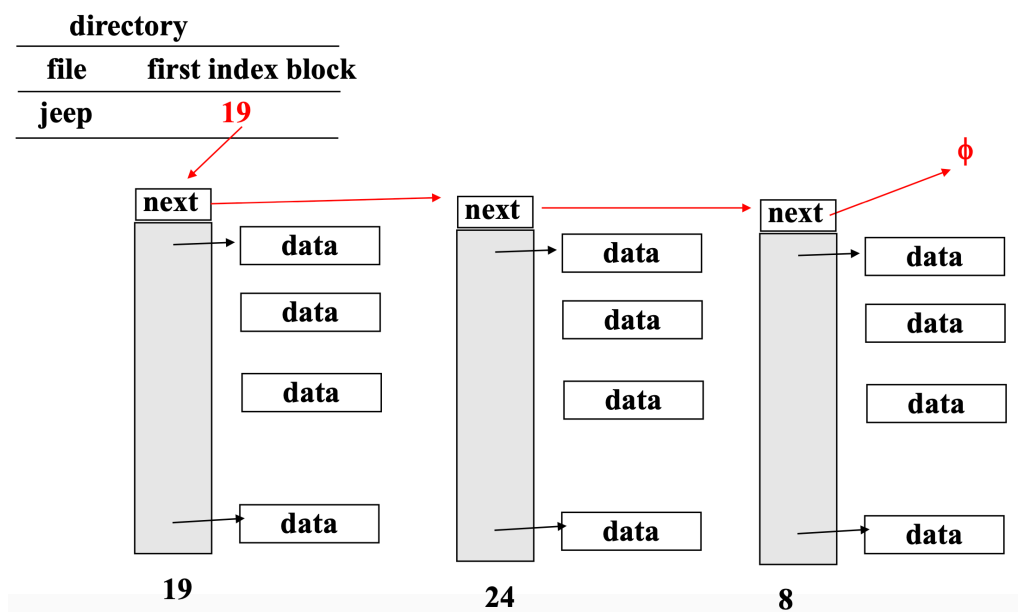 directory
file first index block
jeep 19
ϕ
next next next
data data data
data data data
data data data
data data data
19 24 8